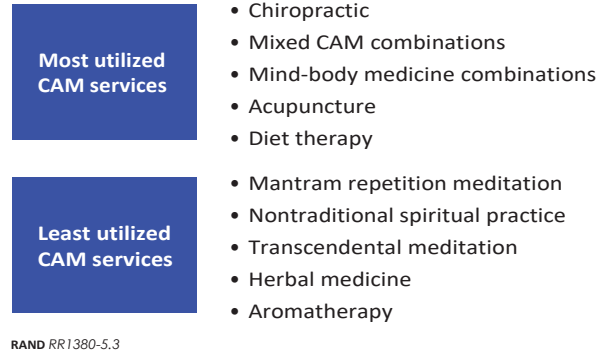 Most utilized
CAM services
• Chiropractic
• Mixed CAM combinations
• Mind-body medicine combinations
• Acupuncture
• Diet therapy
Least utilized
CAM services
• Mantram repetition meditation
• Nontraditional spiritual practice
• Transcendental meditation
• Herbal medicine
• Aromatherapy
RAND RR1380-5.3